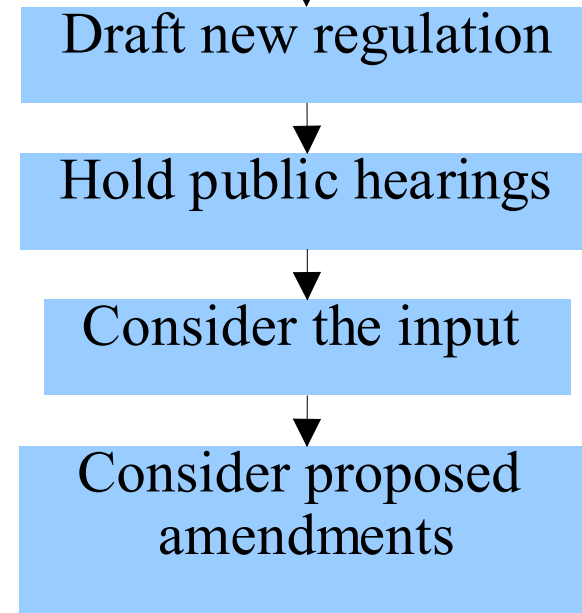 Draft new regulation
Hold public hearings
Consider the input
Consider proposed
amendments